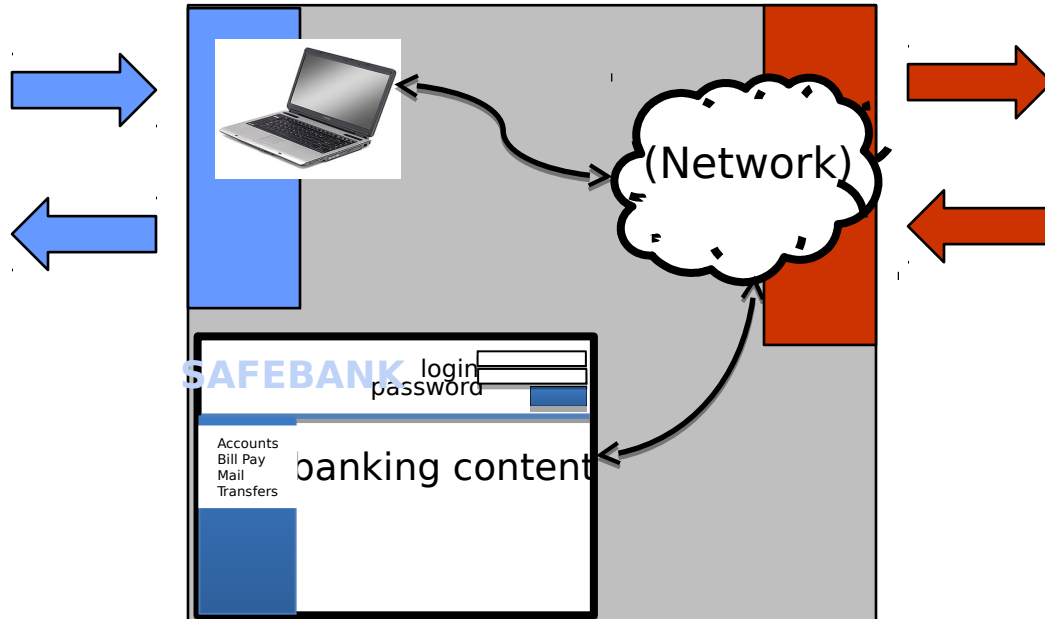 (Network)
SAFEBANK
login
password
Accounts
Bill Pay
Mail
Transfers
banking content